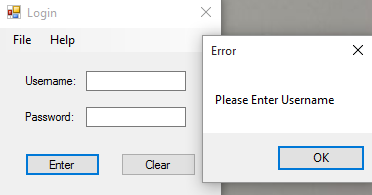 Login
File Help
Username:
Password:
Enter Clear
Error
Please Enter Username
OK